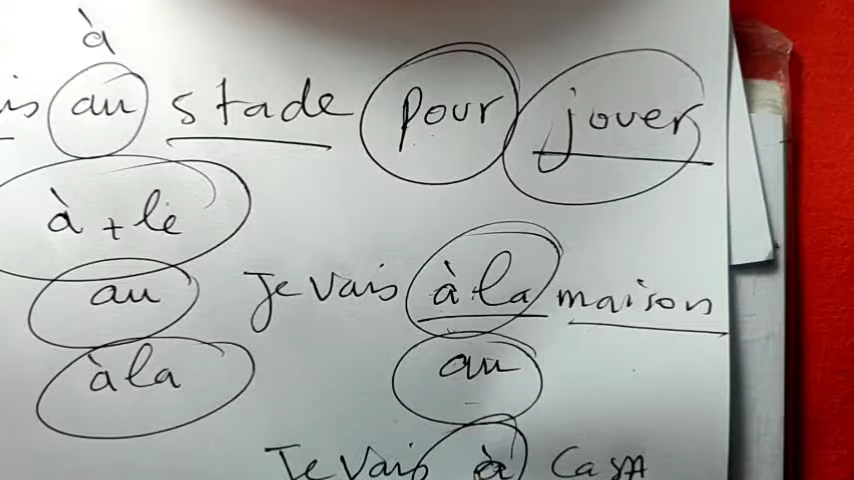 à
is au stade pour jouer
à + le
au Je vais à la maison
à la au
Je vais à Casa